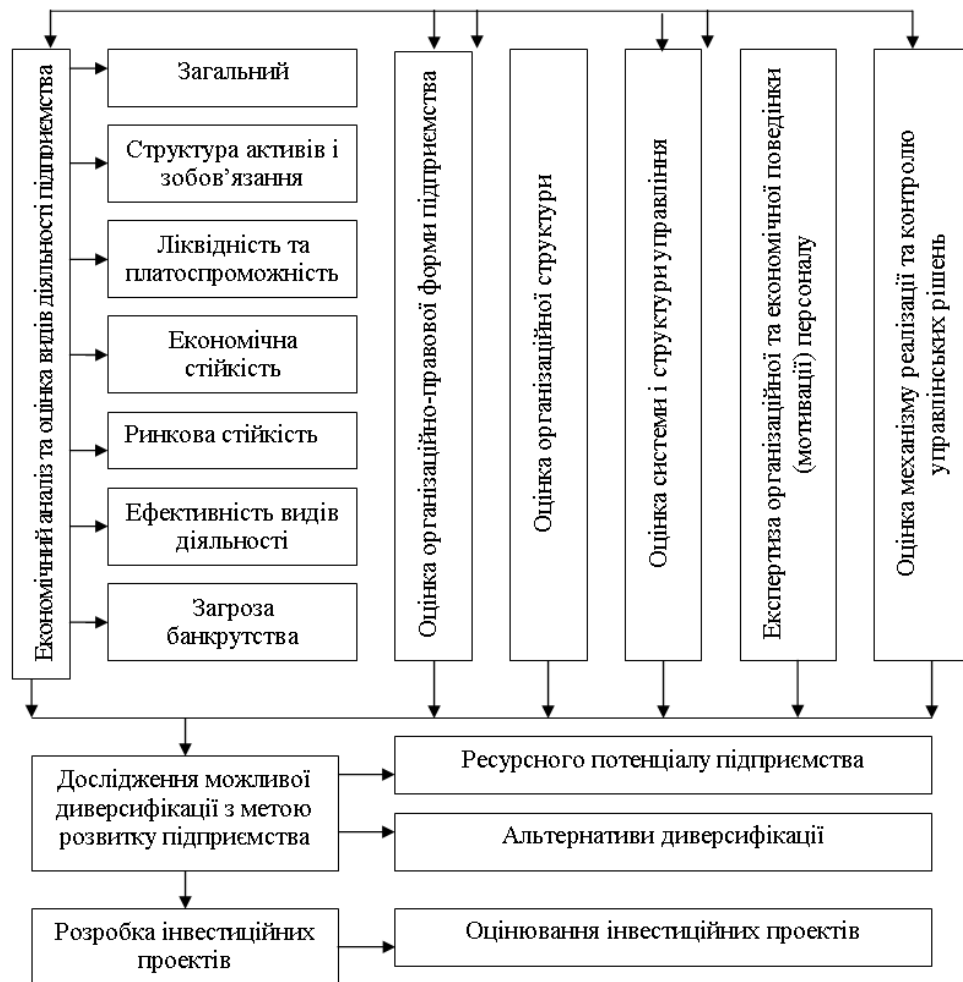 Економічний аналіз та оцінка видів діяльності підприємства
Загальний
Структура активів і
зобов’язання
Ліквідність та
платоспроможність
Економічна
стійкість
Ринкова стійкість
Ефективність видів
діяльності
Загроза
банкрутства
Оцінка організаційно-правової форми підприємства
Оцінка організаційної структури
Оцінка системи і структури управління
Експертиза організаційної та економічної поведінки
(мотивації) персоналу
Оцінка механізму реалізації та контролю
управлінських рішень
Дослідження можливої
диверсифікації з метою
розвитку підприємства
Ресурсного потенціалу підприємства
Альтернативи диверсифікації
Розробка інвестиційних
проектів
Оцінювання інвестиційних проектів